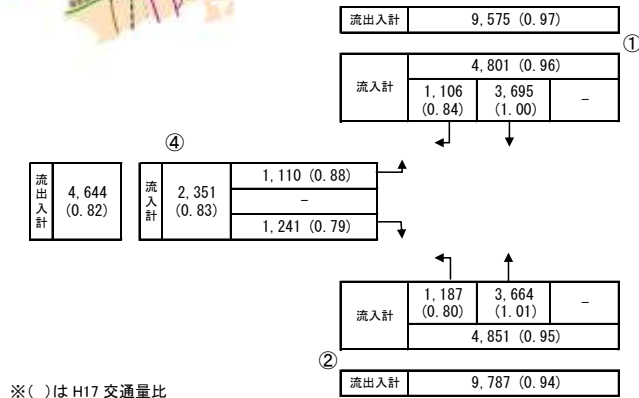 流出入計 9,575 (0.97)
①
流入計
4,801 (0.96)
1,106 3,695 －
(0.84) (1.00)
④
流出入計
4,644
(0.82)
流入計
2,351
(0.83)
1,110 (0.88)
－
1,241 (0.79)
流入計
1,187 3,664 －
(0.80) (1.01)
4,851 (0.95)
②
流出入計 9,787 (0.94)
※( )は H17 交通量比